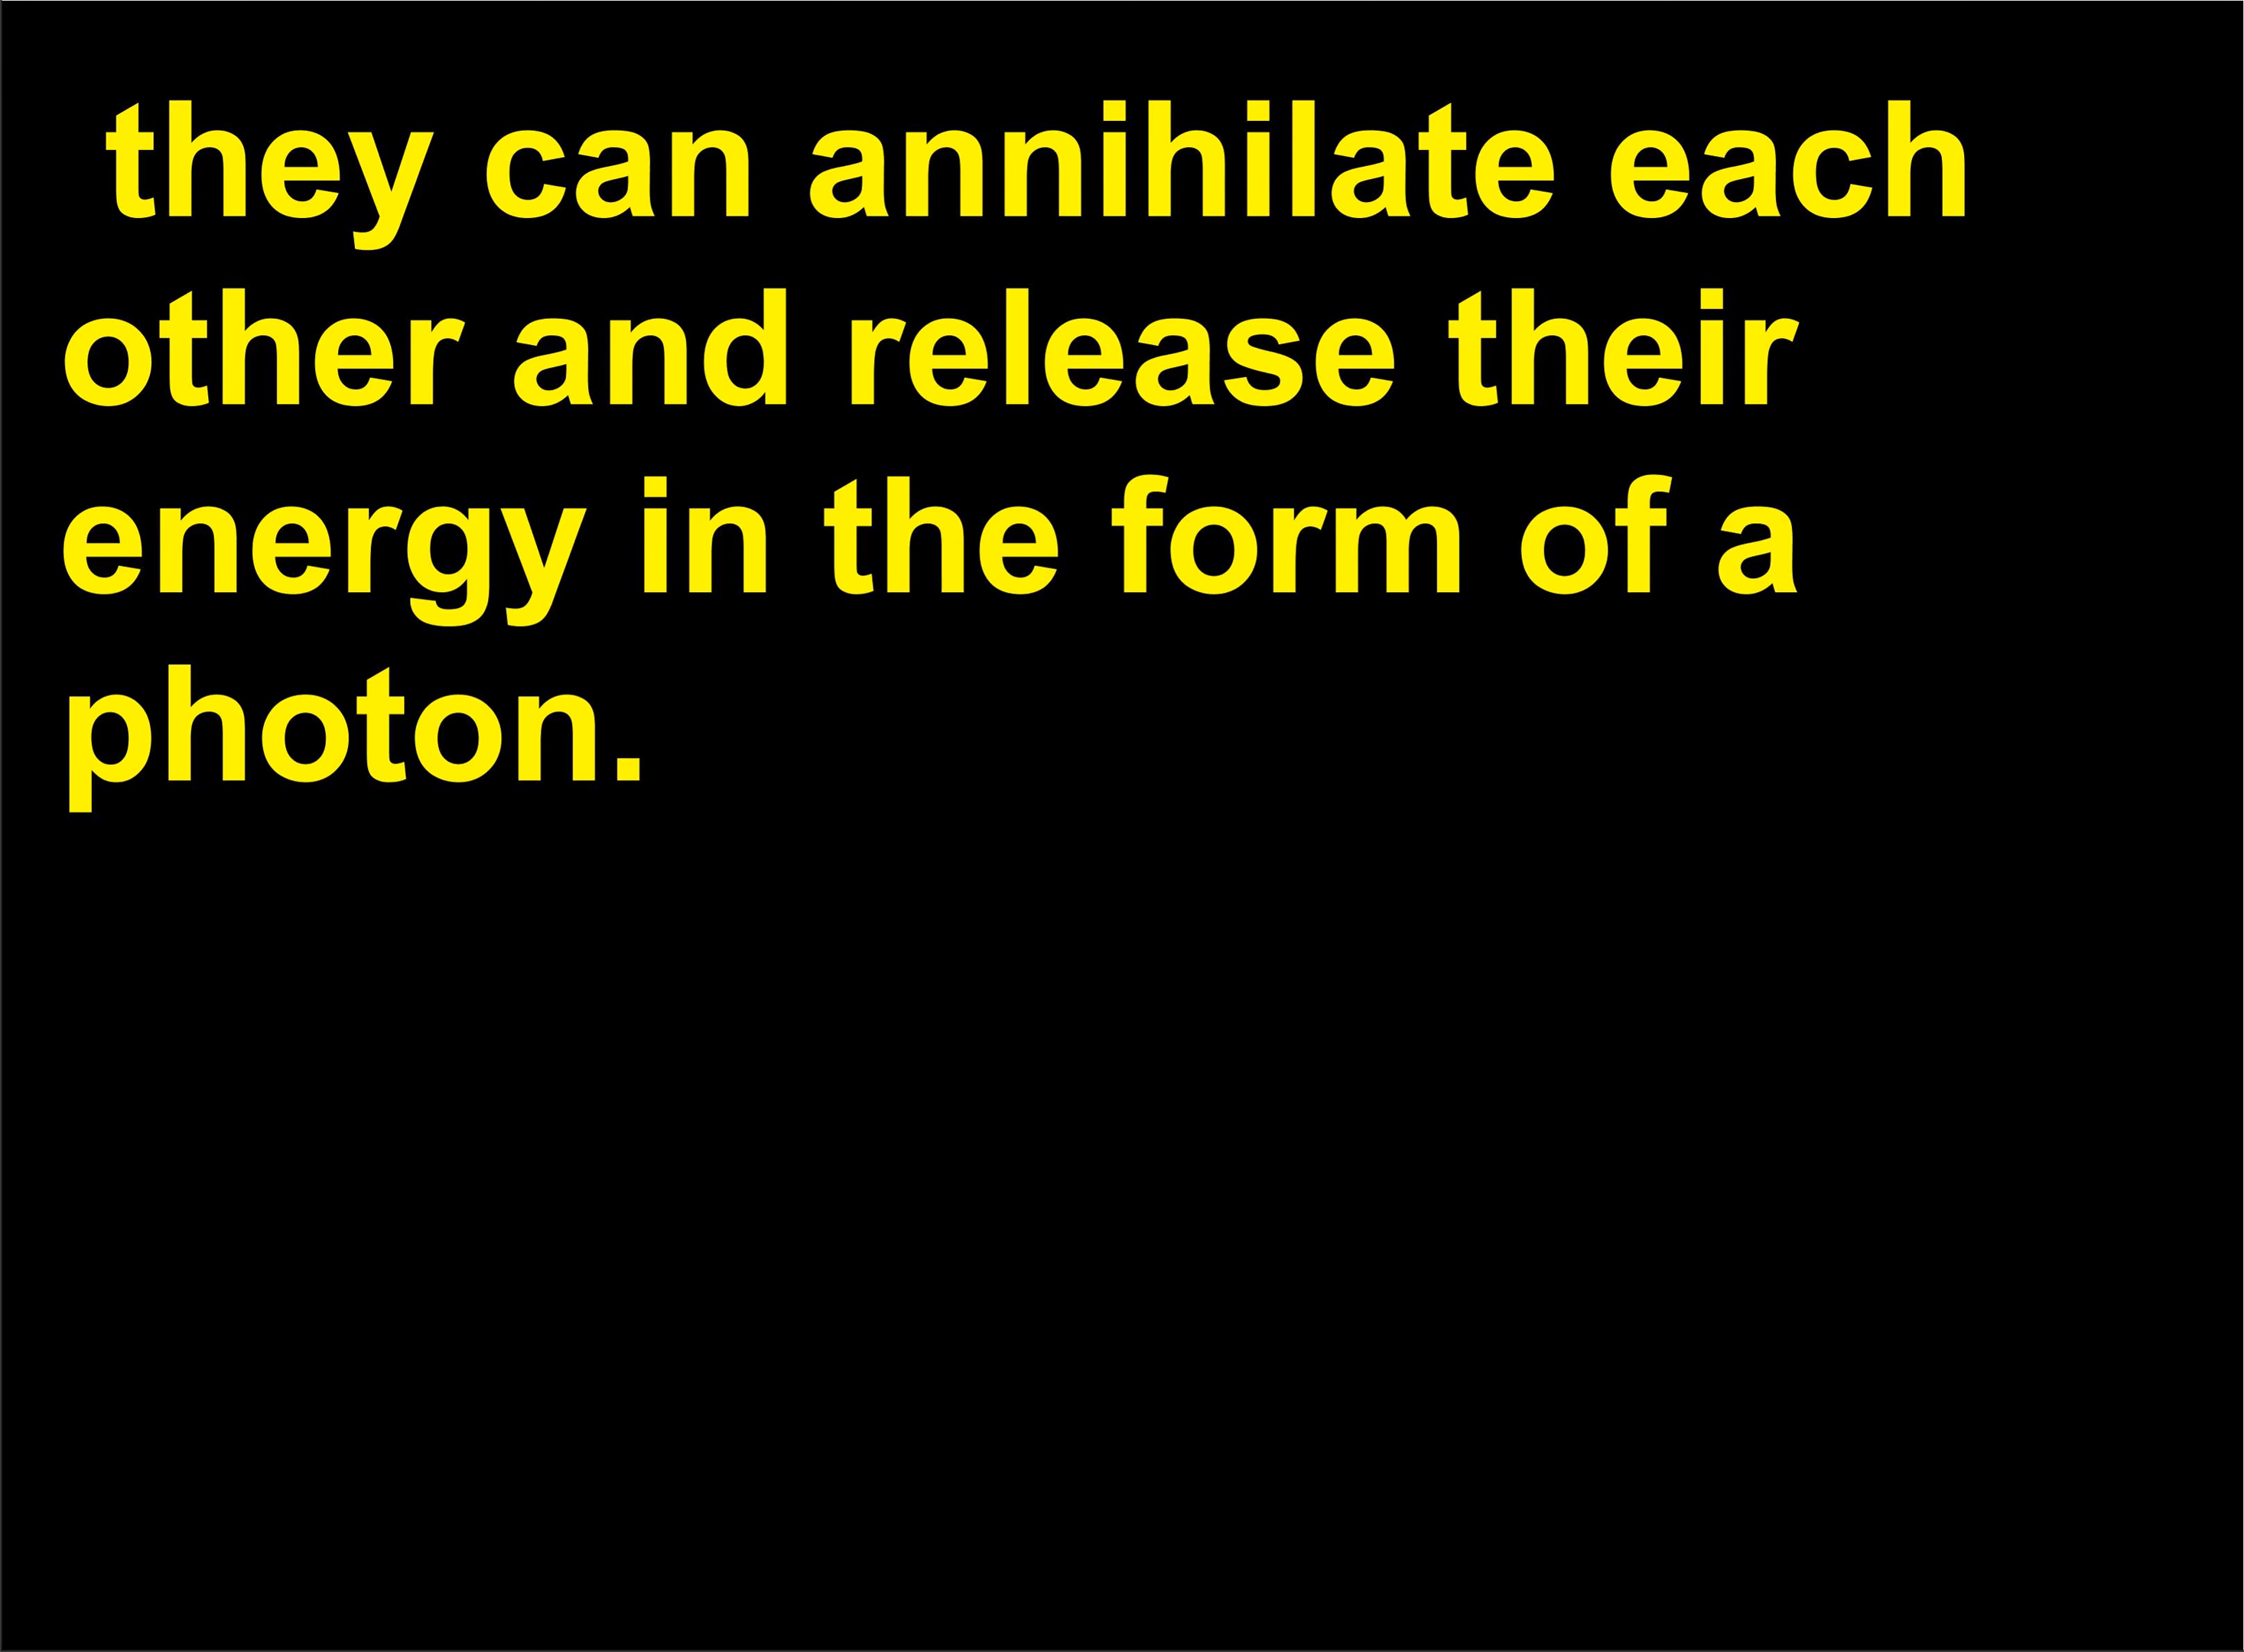 they can annihilate each
other and release their
energy in the form of a
photon.